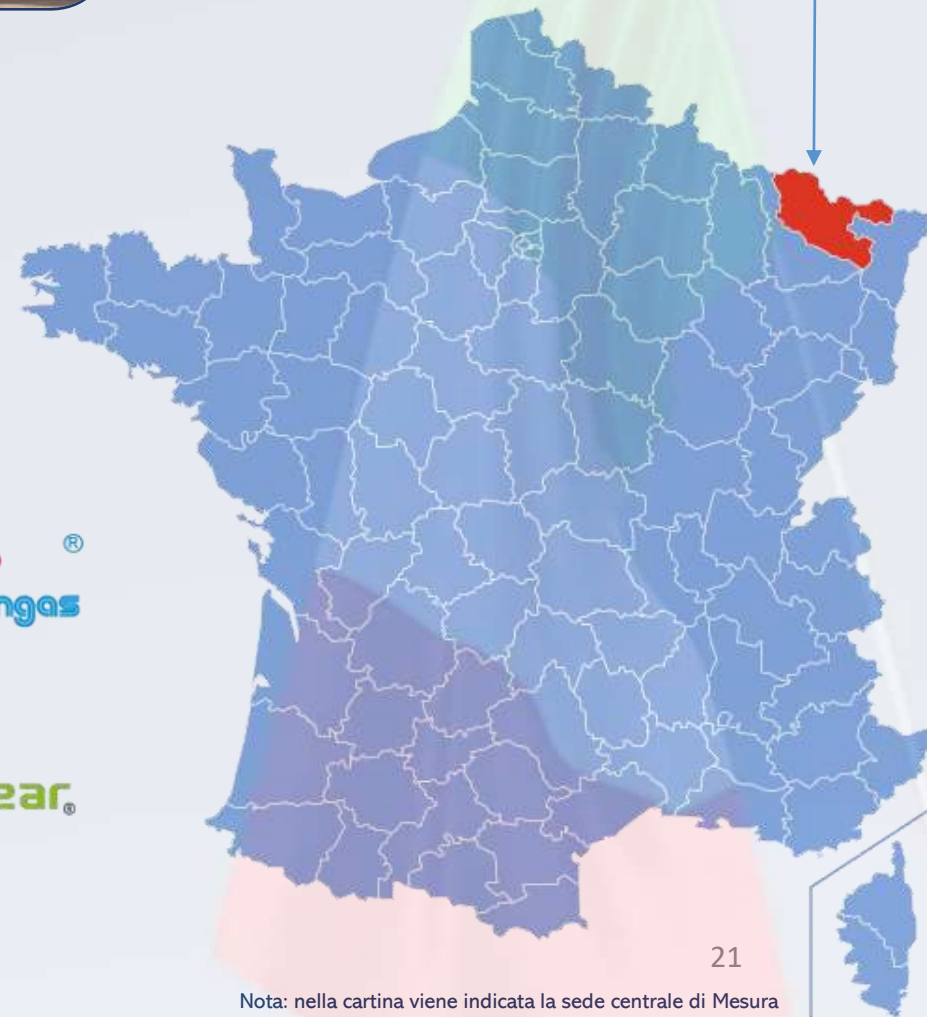 ®
ngas
ear®
21
Nota: nella cartina viene indicata la sede centrale di Mesura